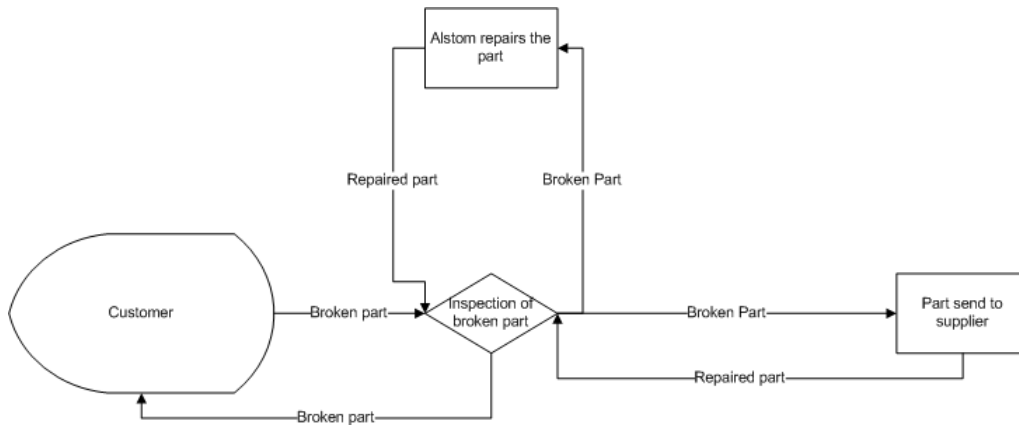 Alstom repairs the
part
Repaired part
Broken Part
Customer
Broken part
Inspection of
broken part
Broken Part
Part send to
supplier
Repaired part
Broken part